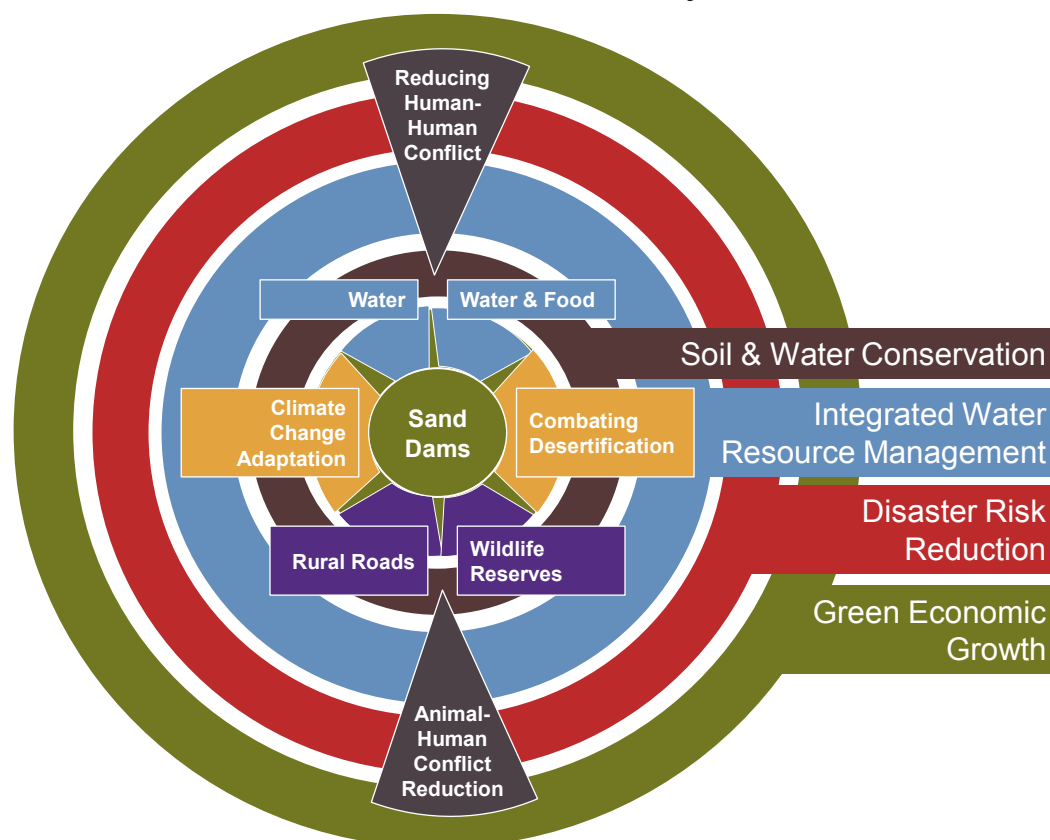 Reducing
Human-
Human
Conflict
Water
Water & Food
Soil & Water Conservation
Climate
Change
Adaptation
Sand
Dams
Combating
Desertification
Integrated Water
Resource Management
Disaster Risk
Reduction
Rural Roads
Wildlife
Reserves
Green Economic
Growth
Animal-
Human
Conflict
Reduction